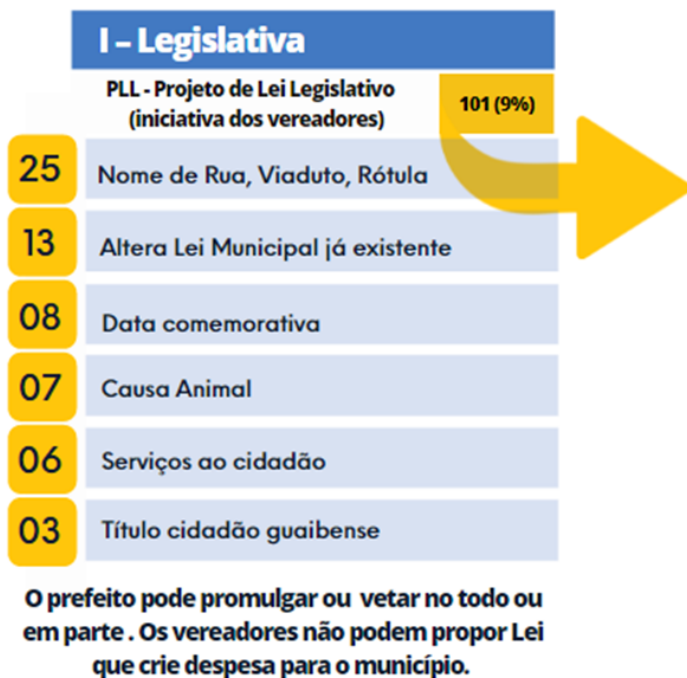 I – Legislativa
PLL - Projeto de Lei Legislativo
(iniciativa dos vereadores)
101 (9%)
25 Nome de Rua, Viaduto, Rótula
13 Altera Lei Municipal já existente
08 Data comemorativa
07 Causa Animal
06 Serviços ao cidadão
03 Título cidadão guaibense
O prefeito pode promulgar ou vetar no todo ou
em parte . Os vereadores não podem propor Lei
que crie despesa para o município.